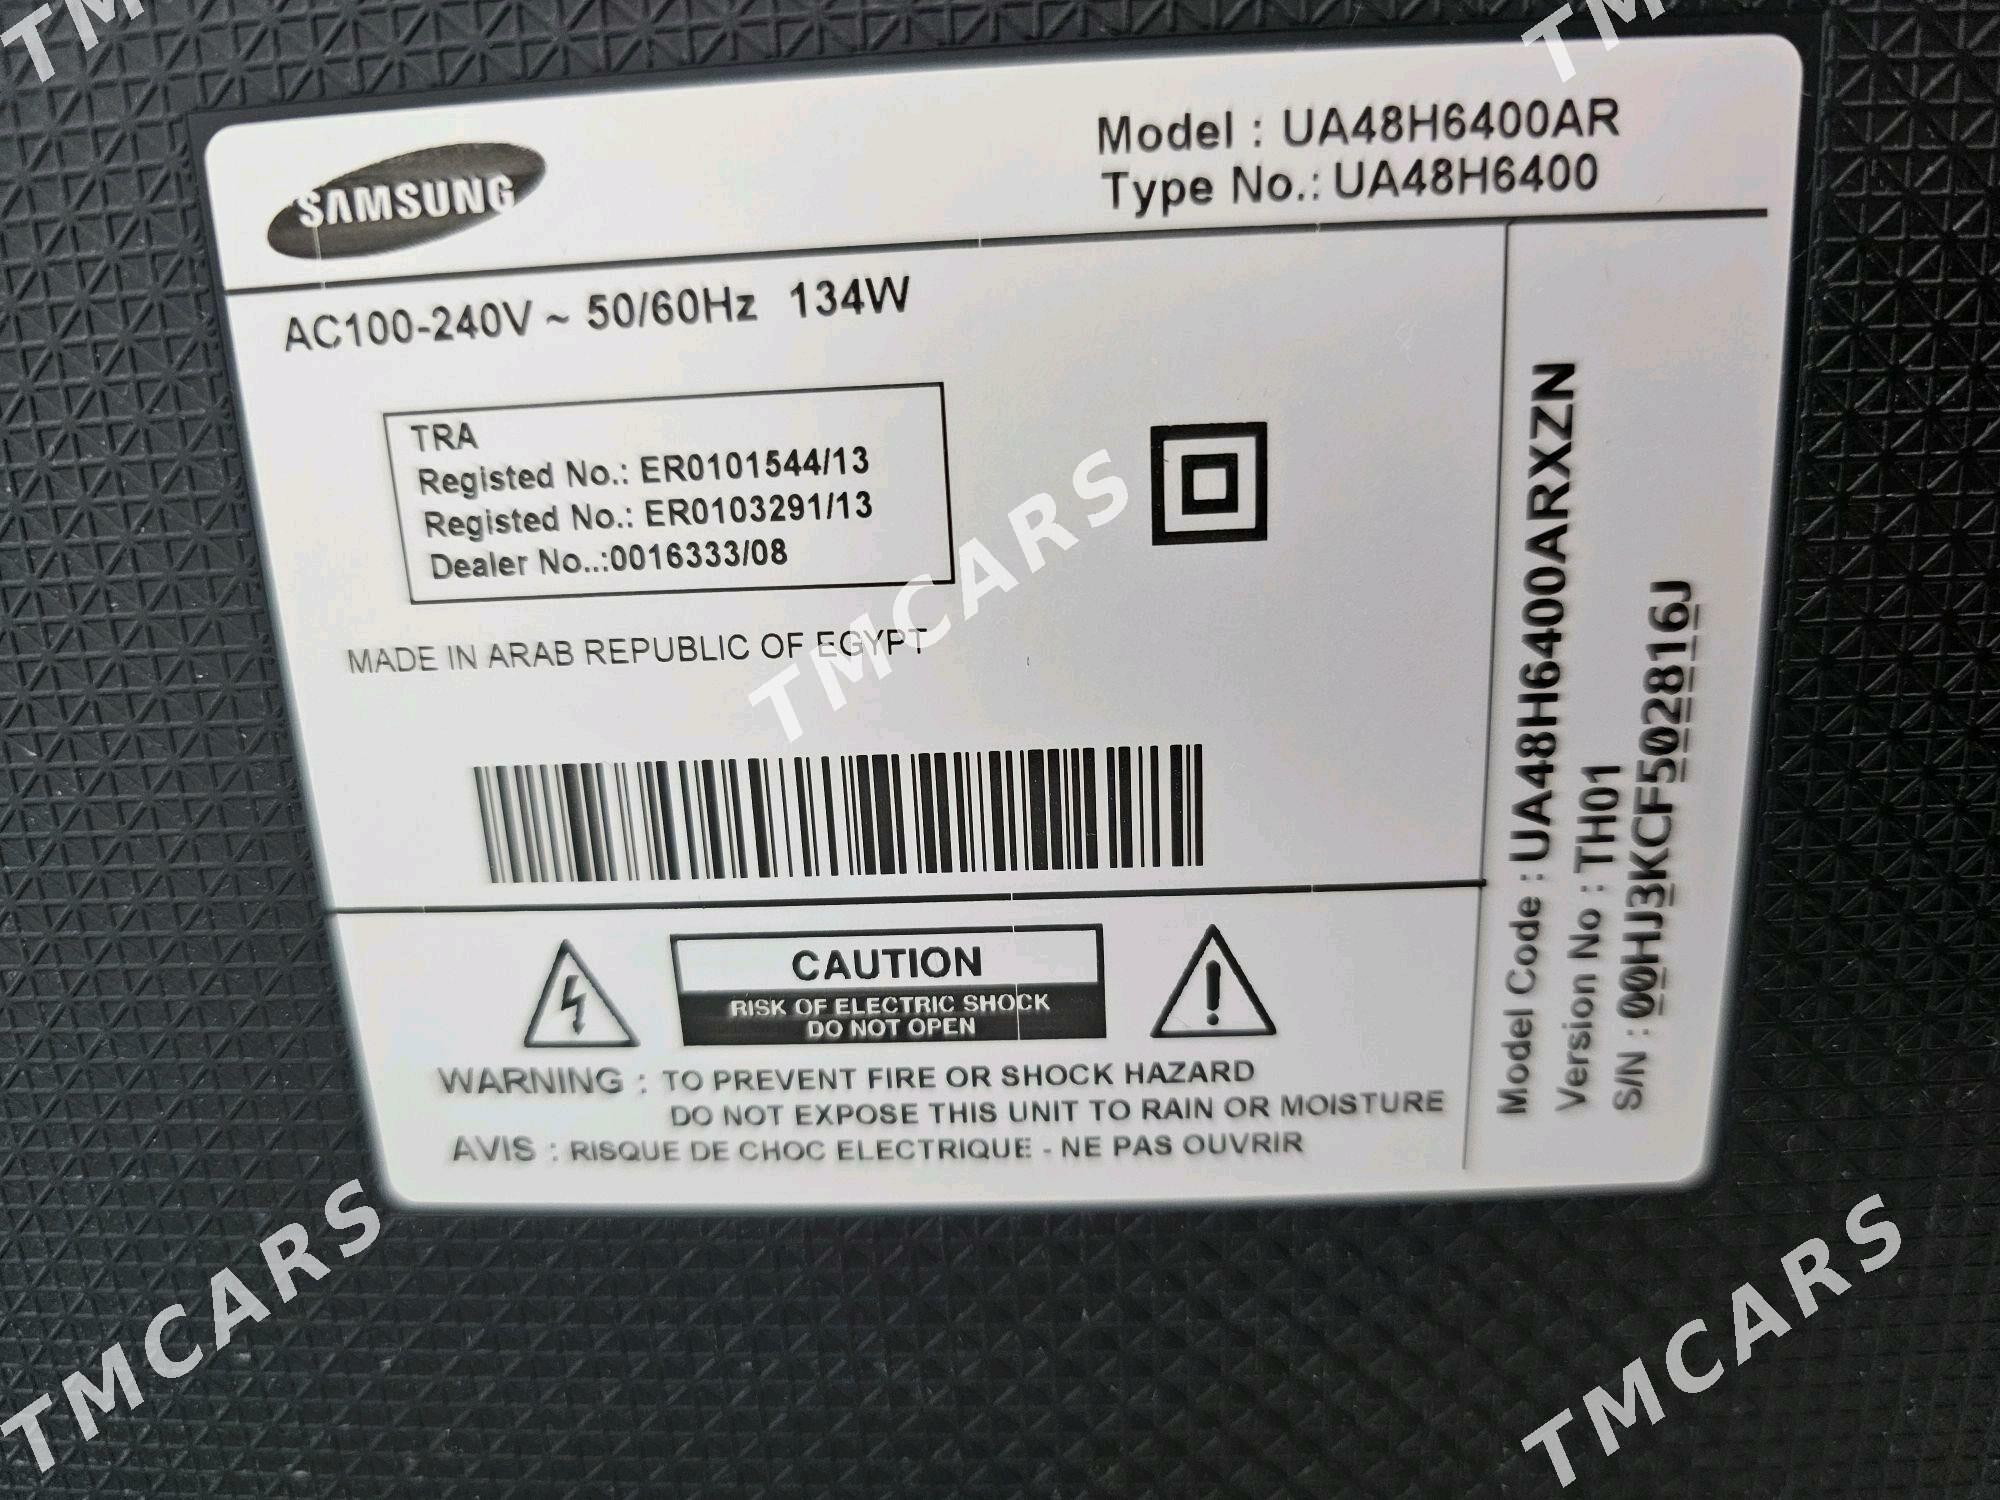 SAMSUNG
Model : UA48H6400AR
Type No.: UA48H6400
AC100-240V ~ 50/60Hz 134W
TRA
Registed No.: ER0101544/13
Registed No.: ER0103291/13
Dealer No..:0016333/08
MADE IN ARAB REPUBLIC OF EGYPT
CAUTION
RISK OF ELECTRIC SHOCK
DO NOT OPEN
WARNING : TO PREVENT FIRE OR SHOCK HAZARD
DO NOT EXPOSE THIS UNIT TO RAIN OR MOISTURE
AVIS : RISQUE DE CHOC ELECTRIQUE - NE PAS OUVRIR
Model Code : UA48H6400ARXZN
Version No : TH01
S/N : 00HJ3KCF502816J
TMCARS
TMCARS
TMCARS